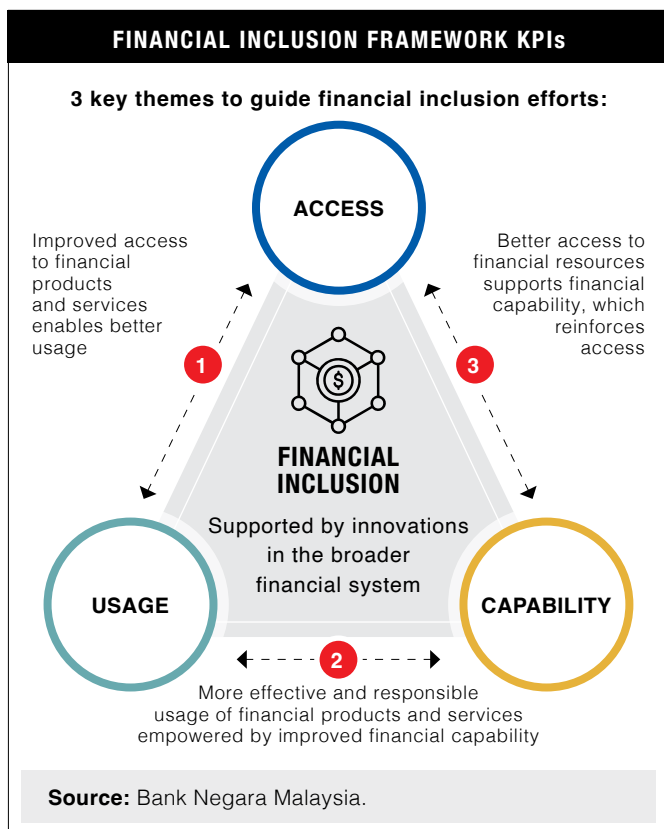 FINANCIAL INCLUSION FRAMEWORK KPIs
3 key themes to guide financial inclusion efforts:
ACCESS
Improved access
to financial
products
and services
enables better
usage
Better access to
financial resources
supports financial
capability, which
reinforces
access
1
3
$
FINANCIAL
INCLUSION
Supported by innovations
in the broader
financial system
USAGE
CAPABILITY
2
More effective and responsible
usage of financial products and services
empowered by improved financial capability
Source: Bank Negara Malaysia.